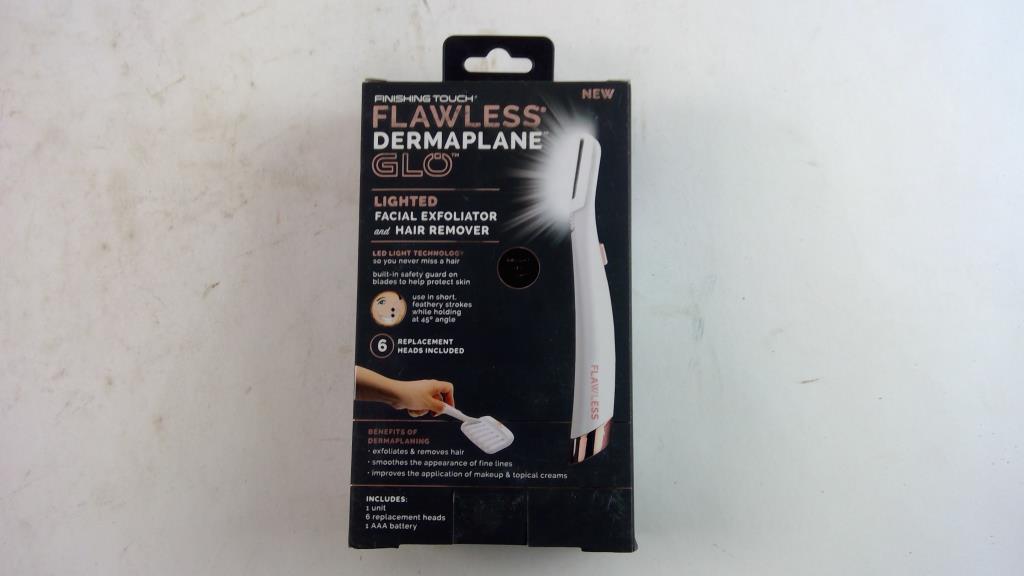 FINISHING TOUCH®
NEW
FLAWLESS®
DERMAPLANE
GLO™
LIGHTED
FACIAL EXFOLIATOR
and HAIR REMOVER
LED LIGHT TECHNOLOGY
so you never miss a hair
built-in safety guard on
blades to help protect skin
use in short,
feathery strokes
while holding
at 45° angle
6 REPLACEMENT
HEADS INCLUDED
FLAWLESS
BENEFITS OF
DERMAPLANING
• exfoliates & removes hair
• smoothes the appearance of fine lines
• improves the application of makeup & topical creams
INCLUDES:
1 unit
6 replacement heads
1 AAA battery